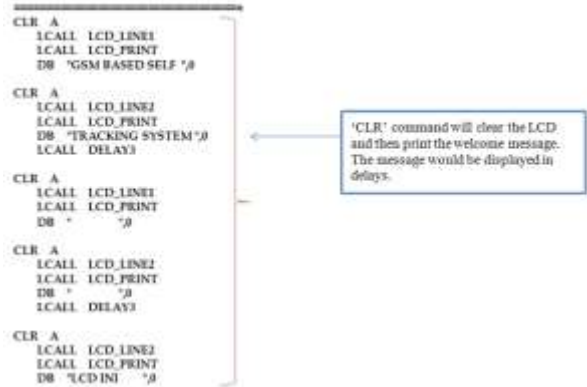 CLR A
LCALL LCD_LINE1
LCALL LCD_PRINT
DB "GSM BASED SELF ",0
CLR A
LCALL LCD_LINE2
LCALL LCD_PRINT
DB "TRACKING SYSTEM",0
LCALL DELAY3
CLR A
LCALL LCD_LINE1
LCALL LCD_PRINT
DB " ",0
CLR A
LCALL LCD_LINE2
LCALL LCD_PRINT
DB " ",0
LCALL DELAY3
CLR A
LCALL LCD_LINE2
LCALL LCD_PRINT
DB "LCD INI ",0
'CLR' command will clear the LCD
and then print the welcome message.
The message would be displayed in
delays.